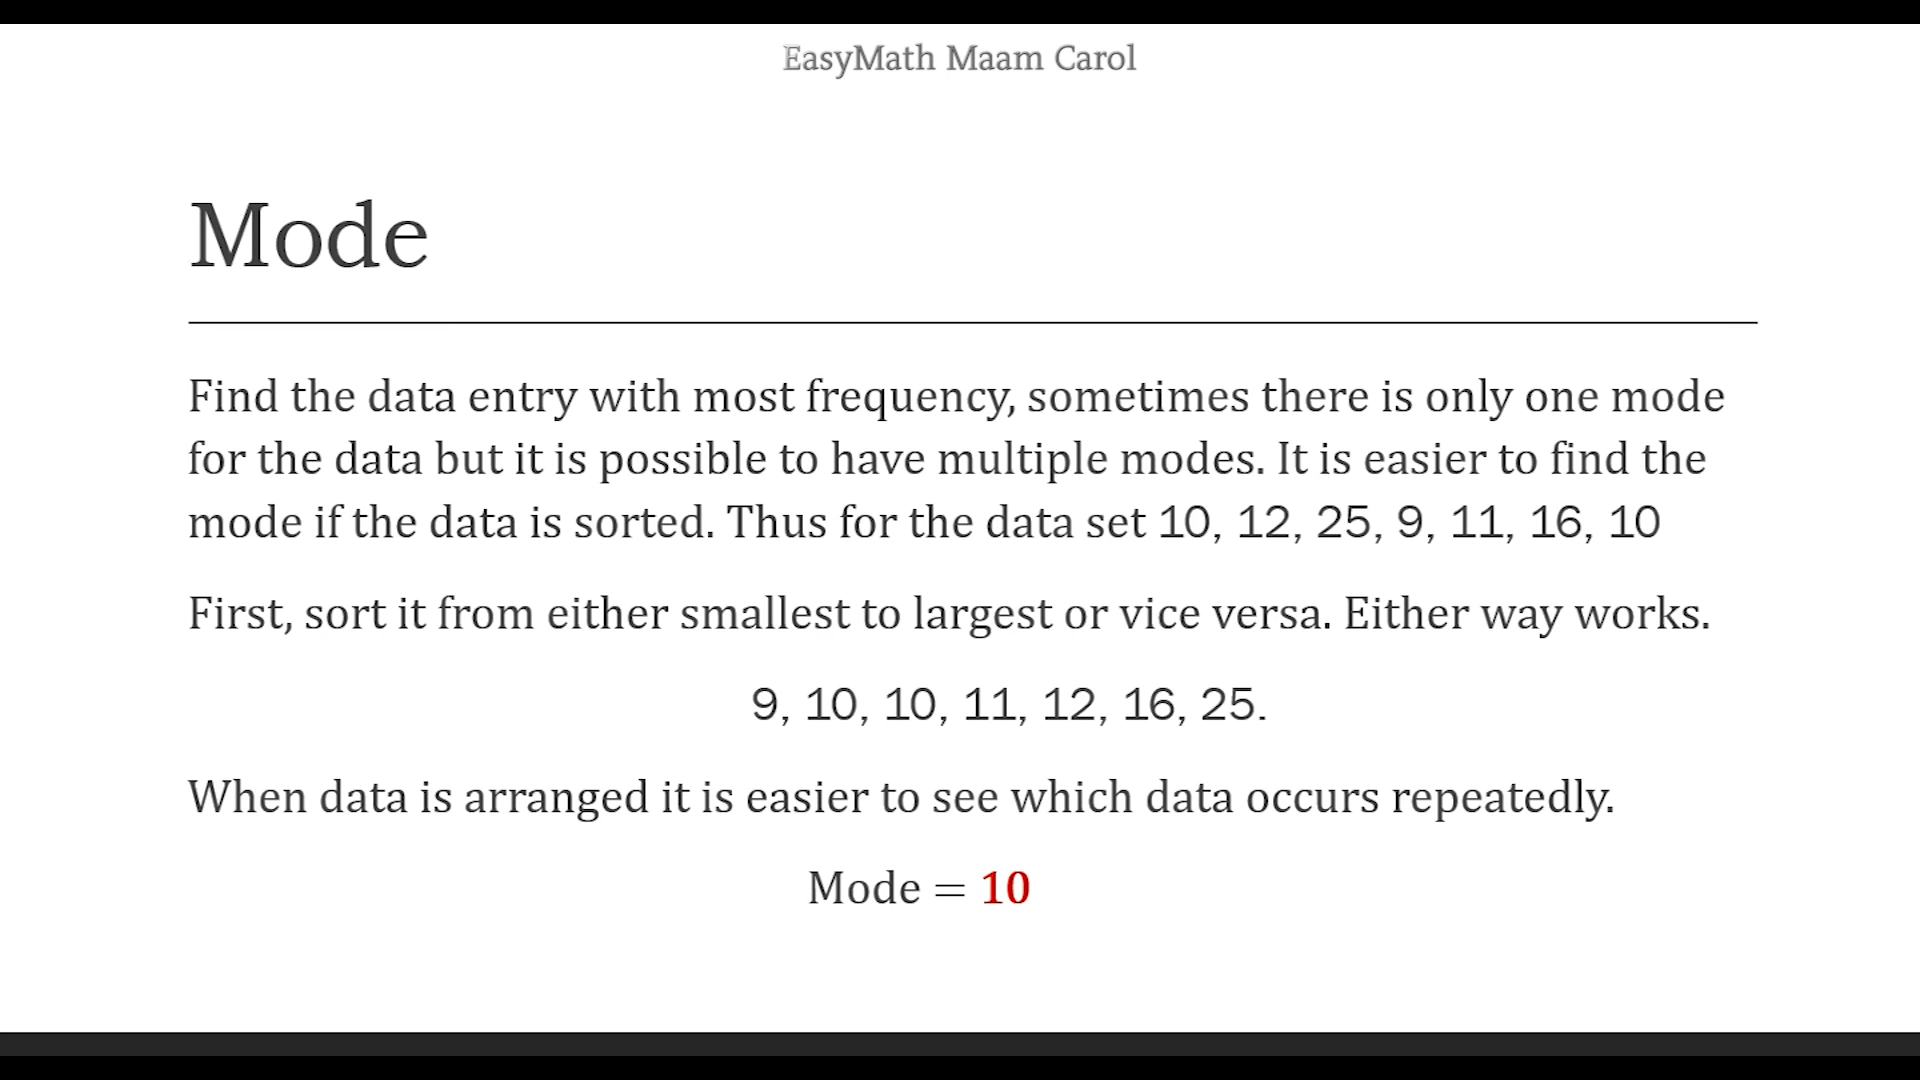 EasyMath Maam Carol
Mode
Find the data entry with most frequency, sometimes there is only one mode
for the data but it is possible to have multiple modes. It is easier to find the
mode if the data is sorted. Thus for the data set 10, 12, 25, 9, 11, 16, 10
First, sort it from either smallest to largest or vice versa. Either way works.
9, 10, 10, 11, 12, 16, 25.
When data is arranged it is easier to see which data occurs repeatedly.
Mode = 10